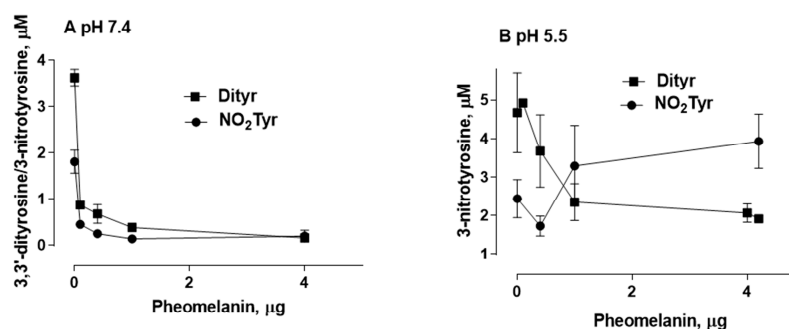 A pH 7.4
3,3'-dityrosine/3-nitrotyrosine, µM
4
3
2
1
0
Dityr
NO2Tyr
0
2
4
Pheomelanin, µg
B pH 5.5
3-nitrotyrosine, µM
5
4
3
2
1
Dityr
NO2Tyr
0
2
4
Pheomelanin, µg